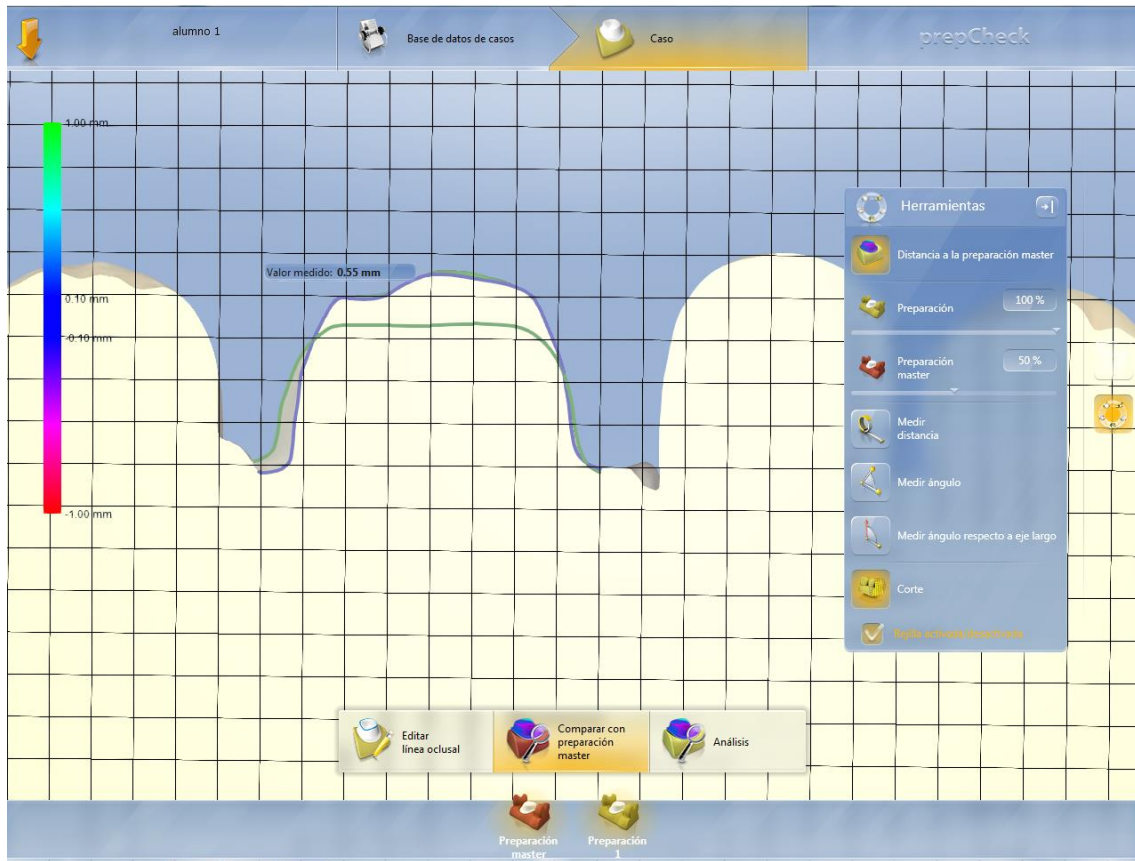 alumno 1
Base de datos de casos
Caso
prepCheck
1.00 mm
Valor medido: 0.55 mm
0.10 mm
-0.10 mm
-1.00 mm
Herramientas
Distancia a la preparación master
Preparación
100 %
Preparación
master
50 %
Medir
distancia
Medir ángulo
Medir ángulo respecto a eje largo
Corte
Rejilla activada/desactivada
Editar
línea oclusal
Comparar con
preparación
master
Análisis
Preparación
master
Preparación
1